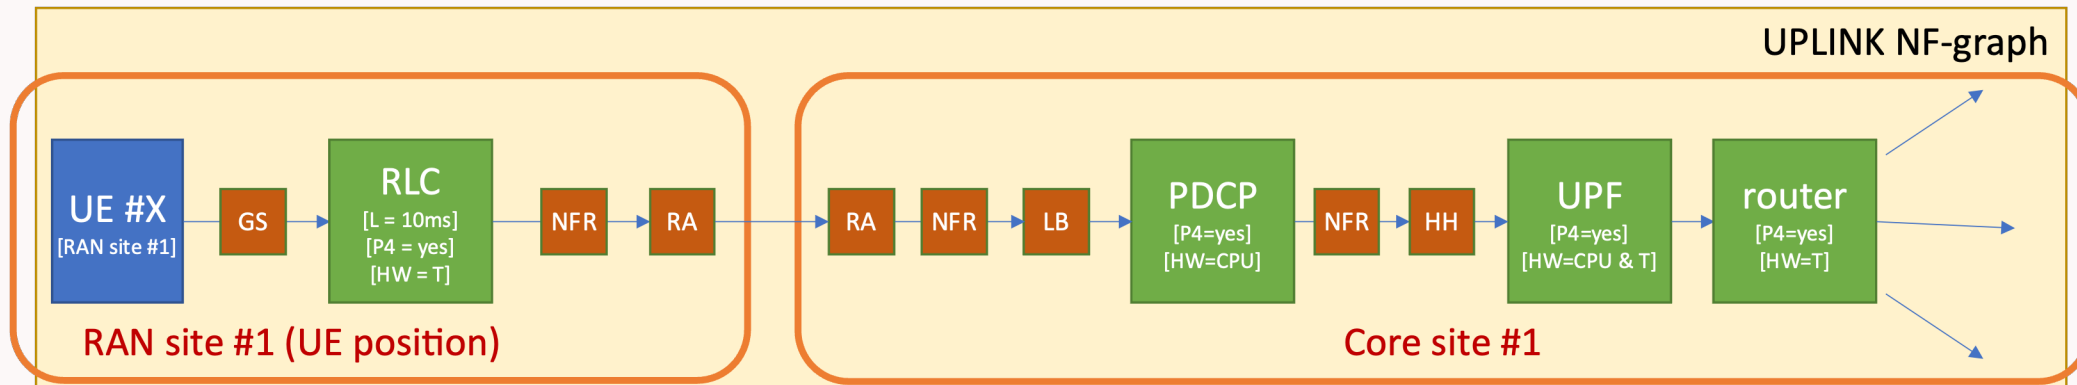 UPLINK NF-graph
UE #X
[RAN site #1]
GS
RLC
[L = 10ms]
[P4 = yes]
[HW = T]
NFR
RA
RA
NFR
LB
PDCP
[P4=yes]
[HW=CPU]
NFR
HH
UPF
[P4=yes]
[HW=CPU & T]
router
[P4=yes]
[HW=T]
RAN site #1 (UE position)
Core site #1